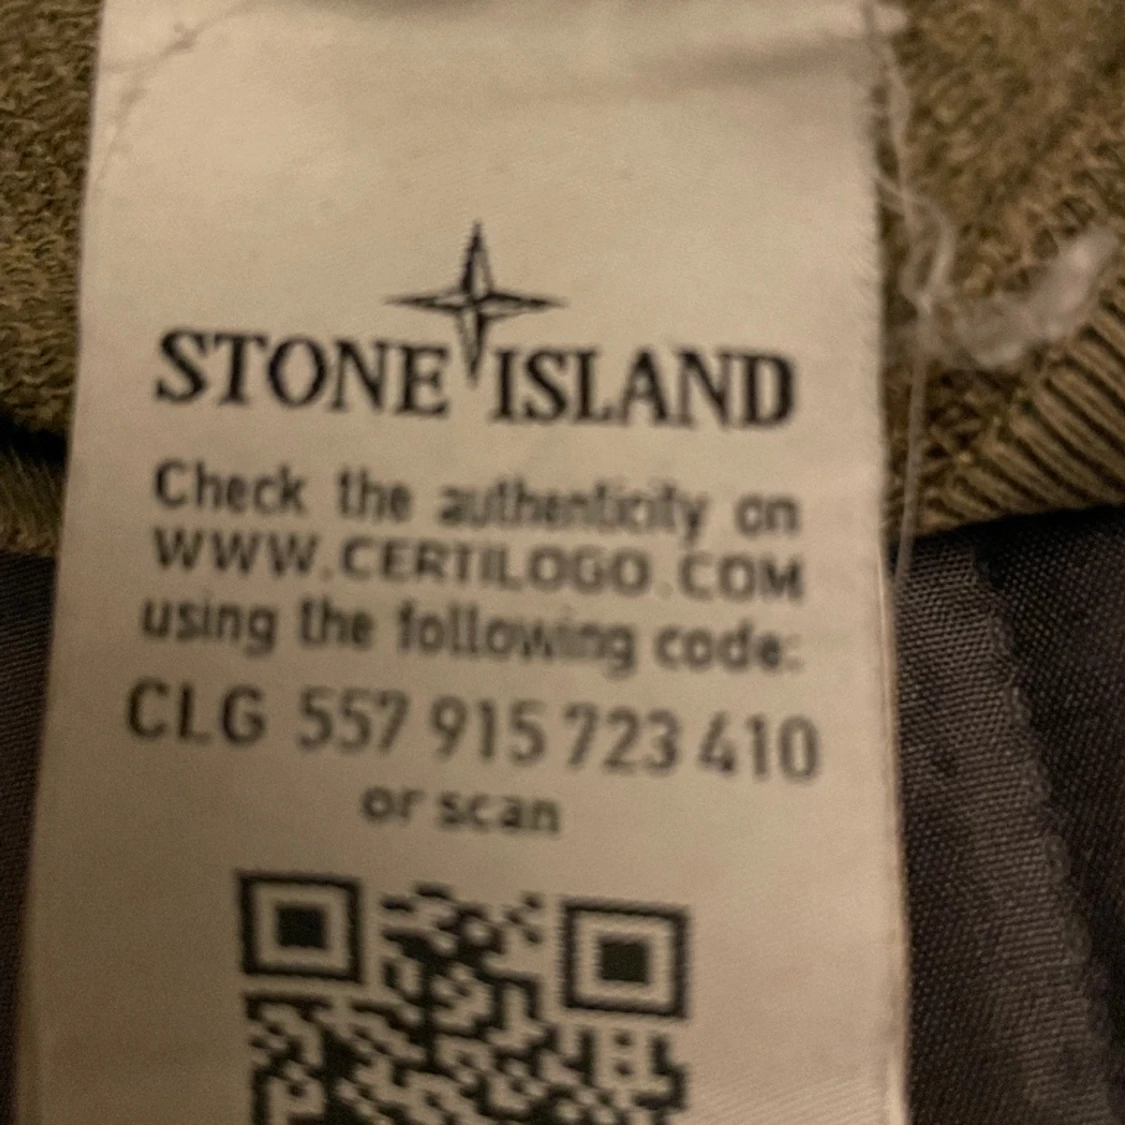 STONE ISLAND
Check the authenticity on
WWW.CERTILOGO.COM
using the following code:
CLG 557 915 723 410
or scan